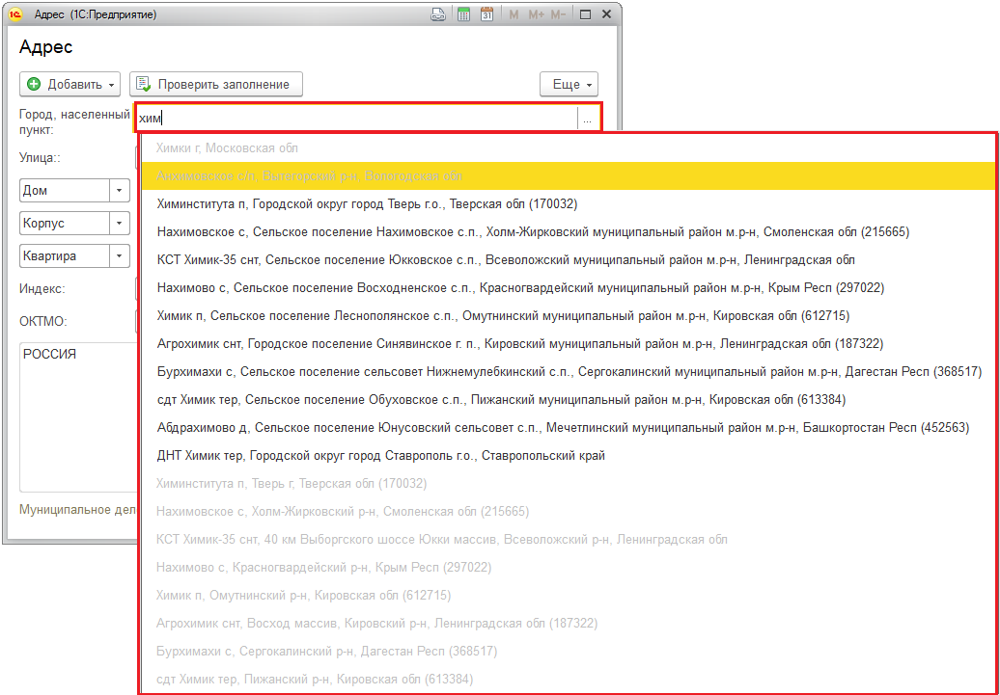 Адрес (1С:Предприятие)
31 M M+ M-
Адрес
Добавить
Проверить заполнение
Еще
Город, населенный пункт:
хим
...
Химки г, Московская обл
Улица::
Анхимовское с/п, Вытегорский р-н, Вологодская обл
Дом
Химинститута п, Городской округ город Тверь г.о., Тверская обл (170032)
Корпус
Нахимовское с, Сельское поселение Нахимовское с.п., Холм-Жирковский муниципальный район м.р-н, Смоленская обл (215665)
Квартира
КСТ Химик-35 снт, Сельское поселение Юкковское с.п., Всеволожский муниципальный район м.р-н, Ленинградская обл
Индекс:
Нахимово с, Сельское поселение Восходненское с.п., Красногвардейский муниципальный район м.р-н, Крым Респ (297022)
ОКТМО:
Химик п, Сельское поселение Леснополянское с.п., Омутнинский муниципальный район м.р-н, Кировская обл (612715)
Агрохимик снт, Городское поселение Синявинское г. п., Кировский муниципальный район м.р-н, Ленинградская обл (187322)
РОССИЯ
Бурхимахи с, Сельское поселение сельсовет Нижнемулебкинский с.п., Сергокалинский муниципальный район м.р-н, Дагестан Респ (368517)
сдт Химик тер, Сельское поселение Обуховское с.п., Пижанский муниципальный район м.р-н, Кировская обл (613384)
Абдрахимово д, Сельское поселение Юнусовский сельсовет с.п., Мечетлинский муниципальный район м.р-н, Башкортостан Респ (452563)
ДНТ Химик тер, Городской округ город Ставрополь г.о., Ставропольский край
Химинститута п, Тверь г, Тверская обл (170032)
Муниципальное дел
Нахимовское с, Холм-Жирковский р-н, Смоленская обл (215665)
КСТ Химик-35 снт, 40 км Выборгского шоссе Юкки массив, Всеволожский р-н, Ленинградская обл
Нахимово с, Красногвардейский р-н, Крым Респ (297022)
Химик п, Омутнинский р-н, Кировская обл (612715)
Агрохимик снт, Восход массив, Кировский р-н, Ленинградская обл (187322)
Бурхимахи с, Сергокалинский р-н, Дагестан Респ (368517)
сдт Химик тер, Пижанский р-н, Кировская обл (613384)